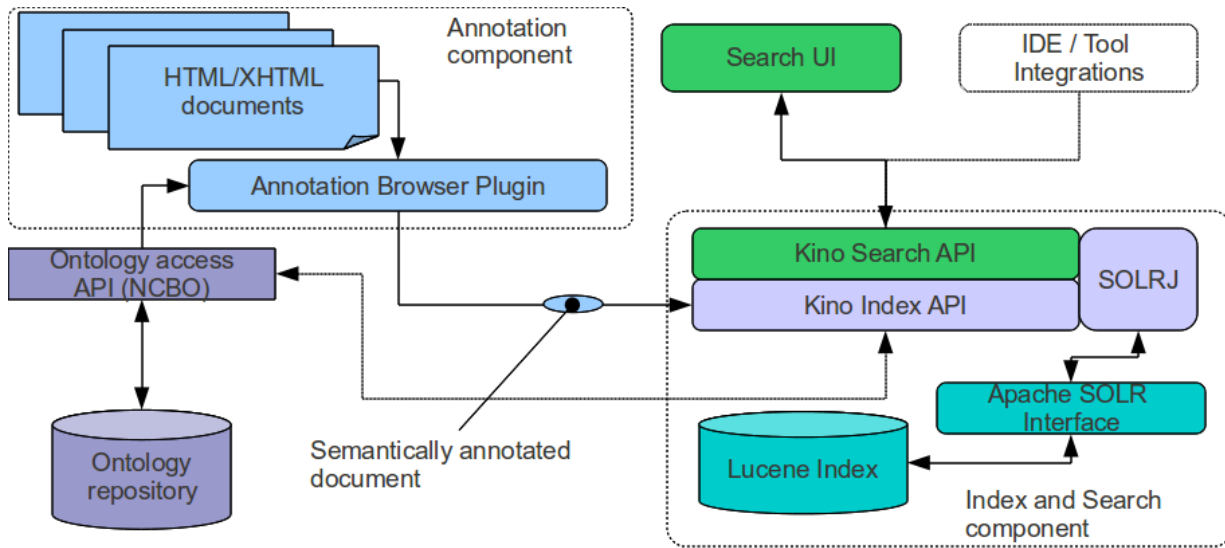 Annotation
component
HTML/XHTML
documents
Annotation Browser Plugin
Search UI
IDE / Tool
Integrations
Ontology access
API (NCBO)
Kino Search API
Kino Index API
SOLRJ
Apache SOLR
Interface
Ontology
repository
Semantically annotated
document
Lucene Index
Index and Search
component